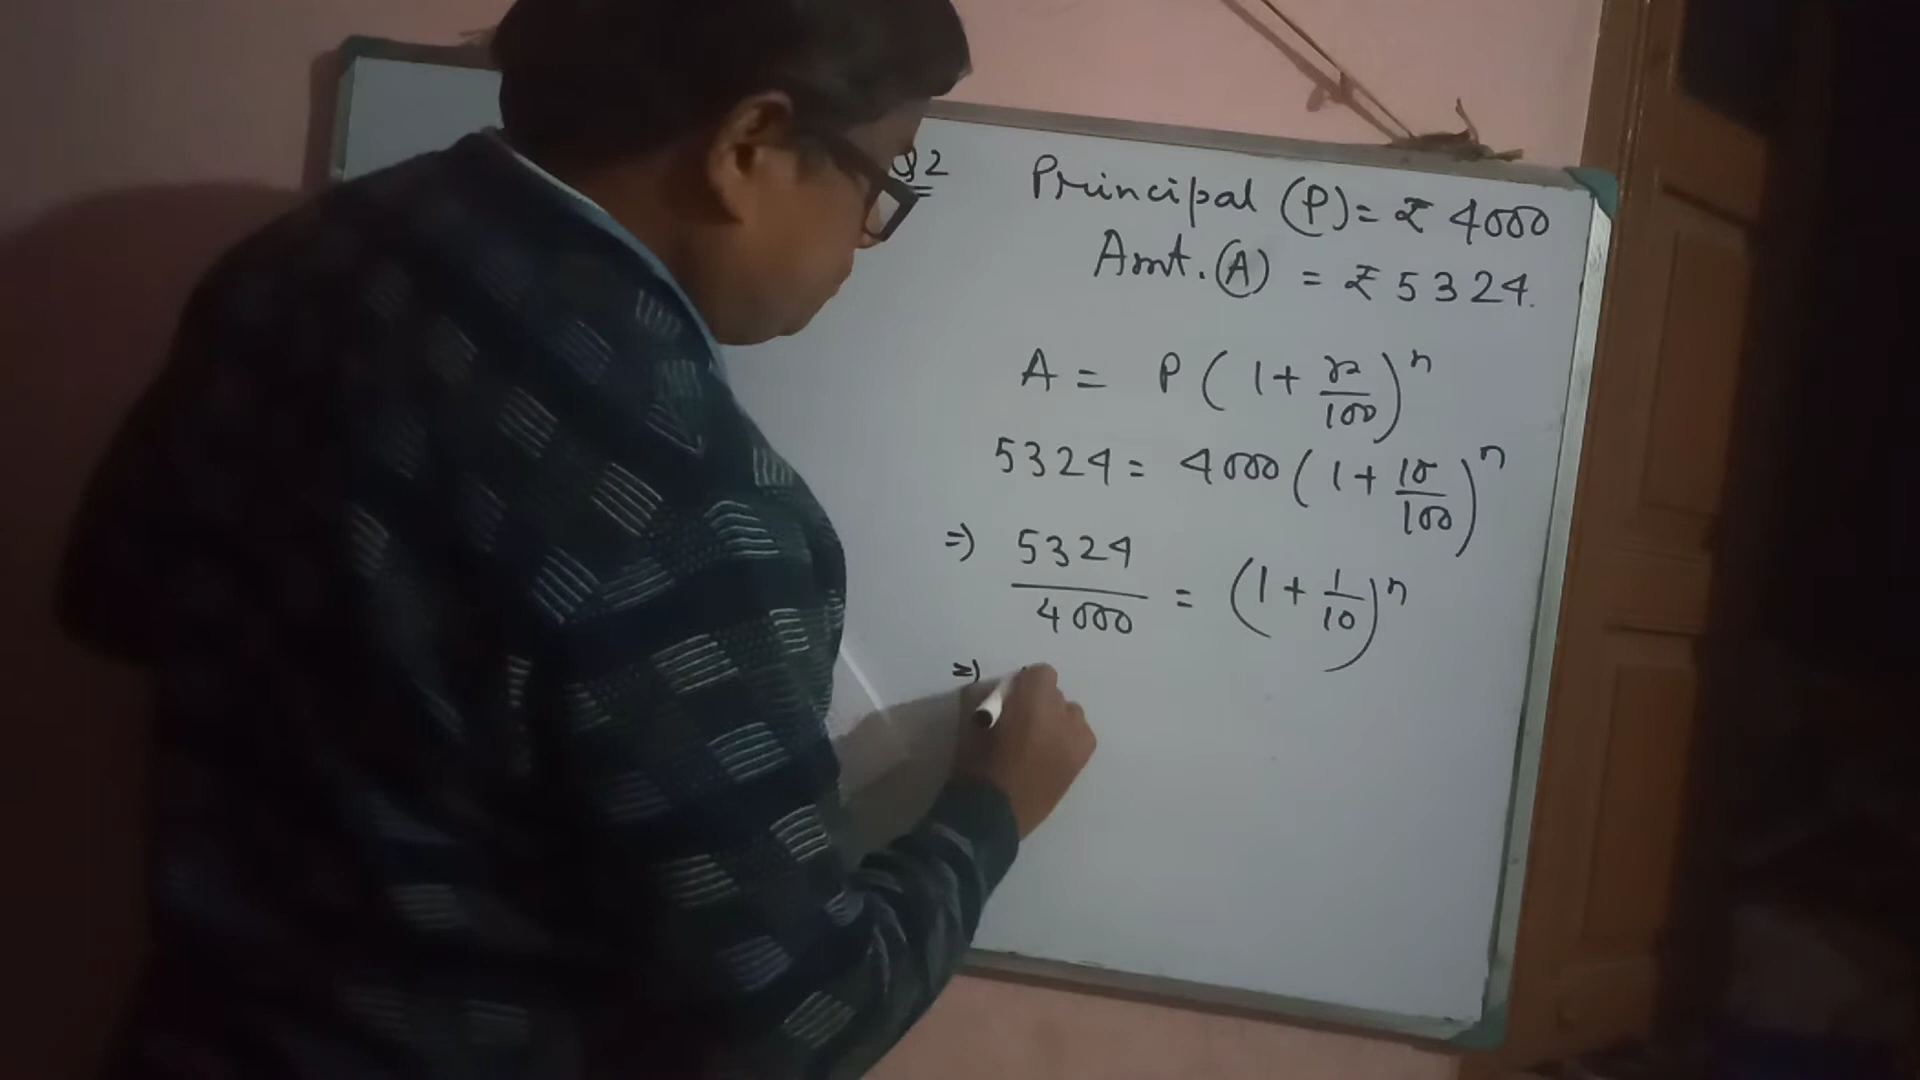 Q2 Principal (P) = ₹ 4000
Amt. (A) = ₹ 5324.
A = P ( 1 + r/100 )^n
5324 = 4000 ( 1 + 10/100 )^n
=) 5324/4000 = ( 1 + 1/10 )^n
=)